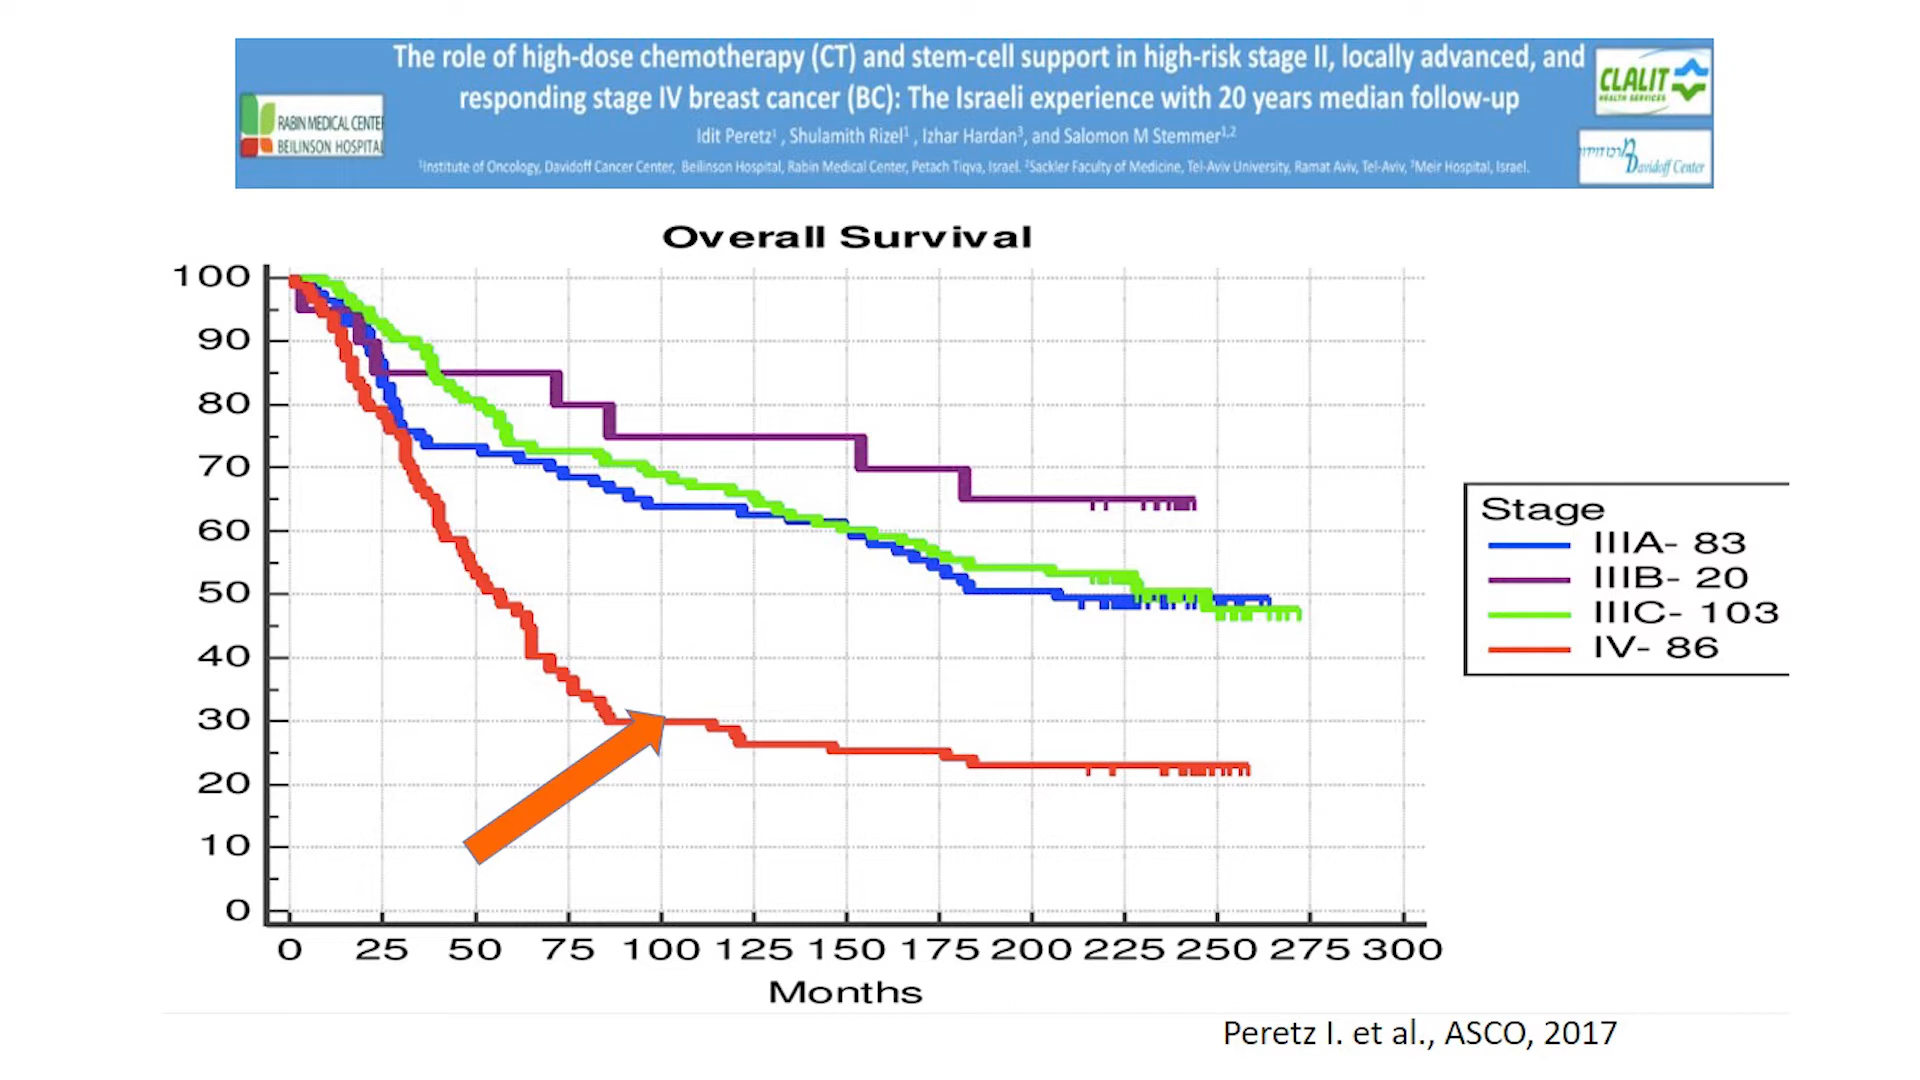 The role of high-dose chemotherapy (CT) and stem-cell support in high-risk stage II, locally advanced, and
responding stage IV breast cancer (BC): The Israeli experience with 20 years median follow-up
Idit Peretz¹ , Shulamith Rizel¹ , Izhar Hardan³, and Salomon M Stemmer¹,²
¹Institute of Oncology, Davidoff Cancer Center, Beilinson Hospital, Rabin Medical Center, Petach Tiqva, Israel. ²Sackler Faculty of Medicine, Tel-Aviv University, Ramat Aviv, Tel-Aviv, ³Meir Hospital, Israel.
RABIN MEDICAL CENTER
BEILINSON HOSPITAL
CLALIT
HEALTH SERVICES
Davidoff Center
Overall Survival
100
90
80
70
60
50
40
30
20
10
0
0 25 50 75 100 125 150 175 200 225 250 275 300
Months
Stage
IIIA- 83
IIIB- 20
IIIC- 103
IV- 86
Peretz I. et al., ASCO, 2017